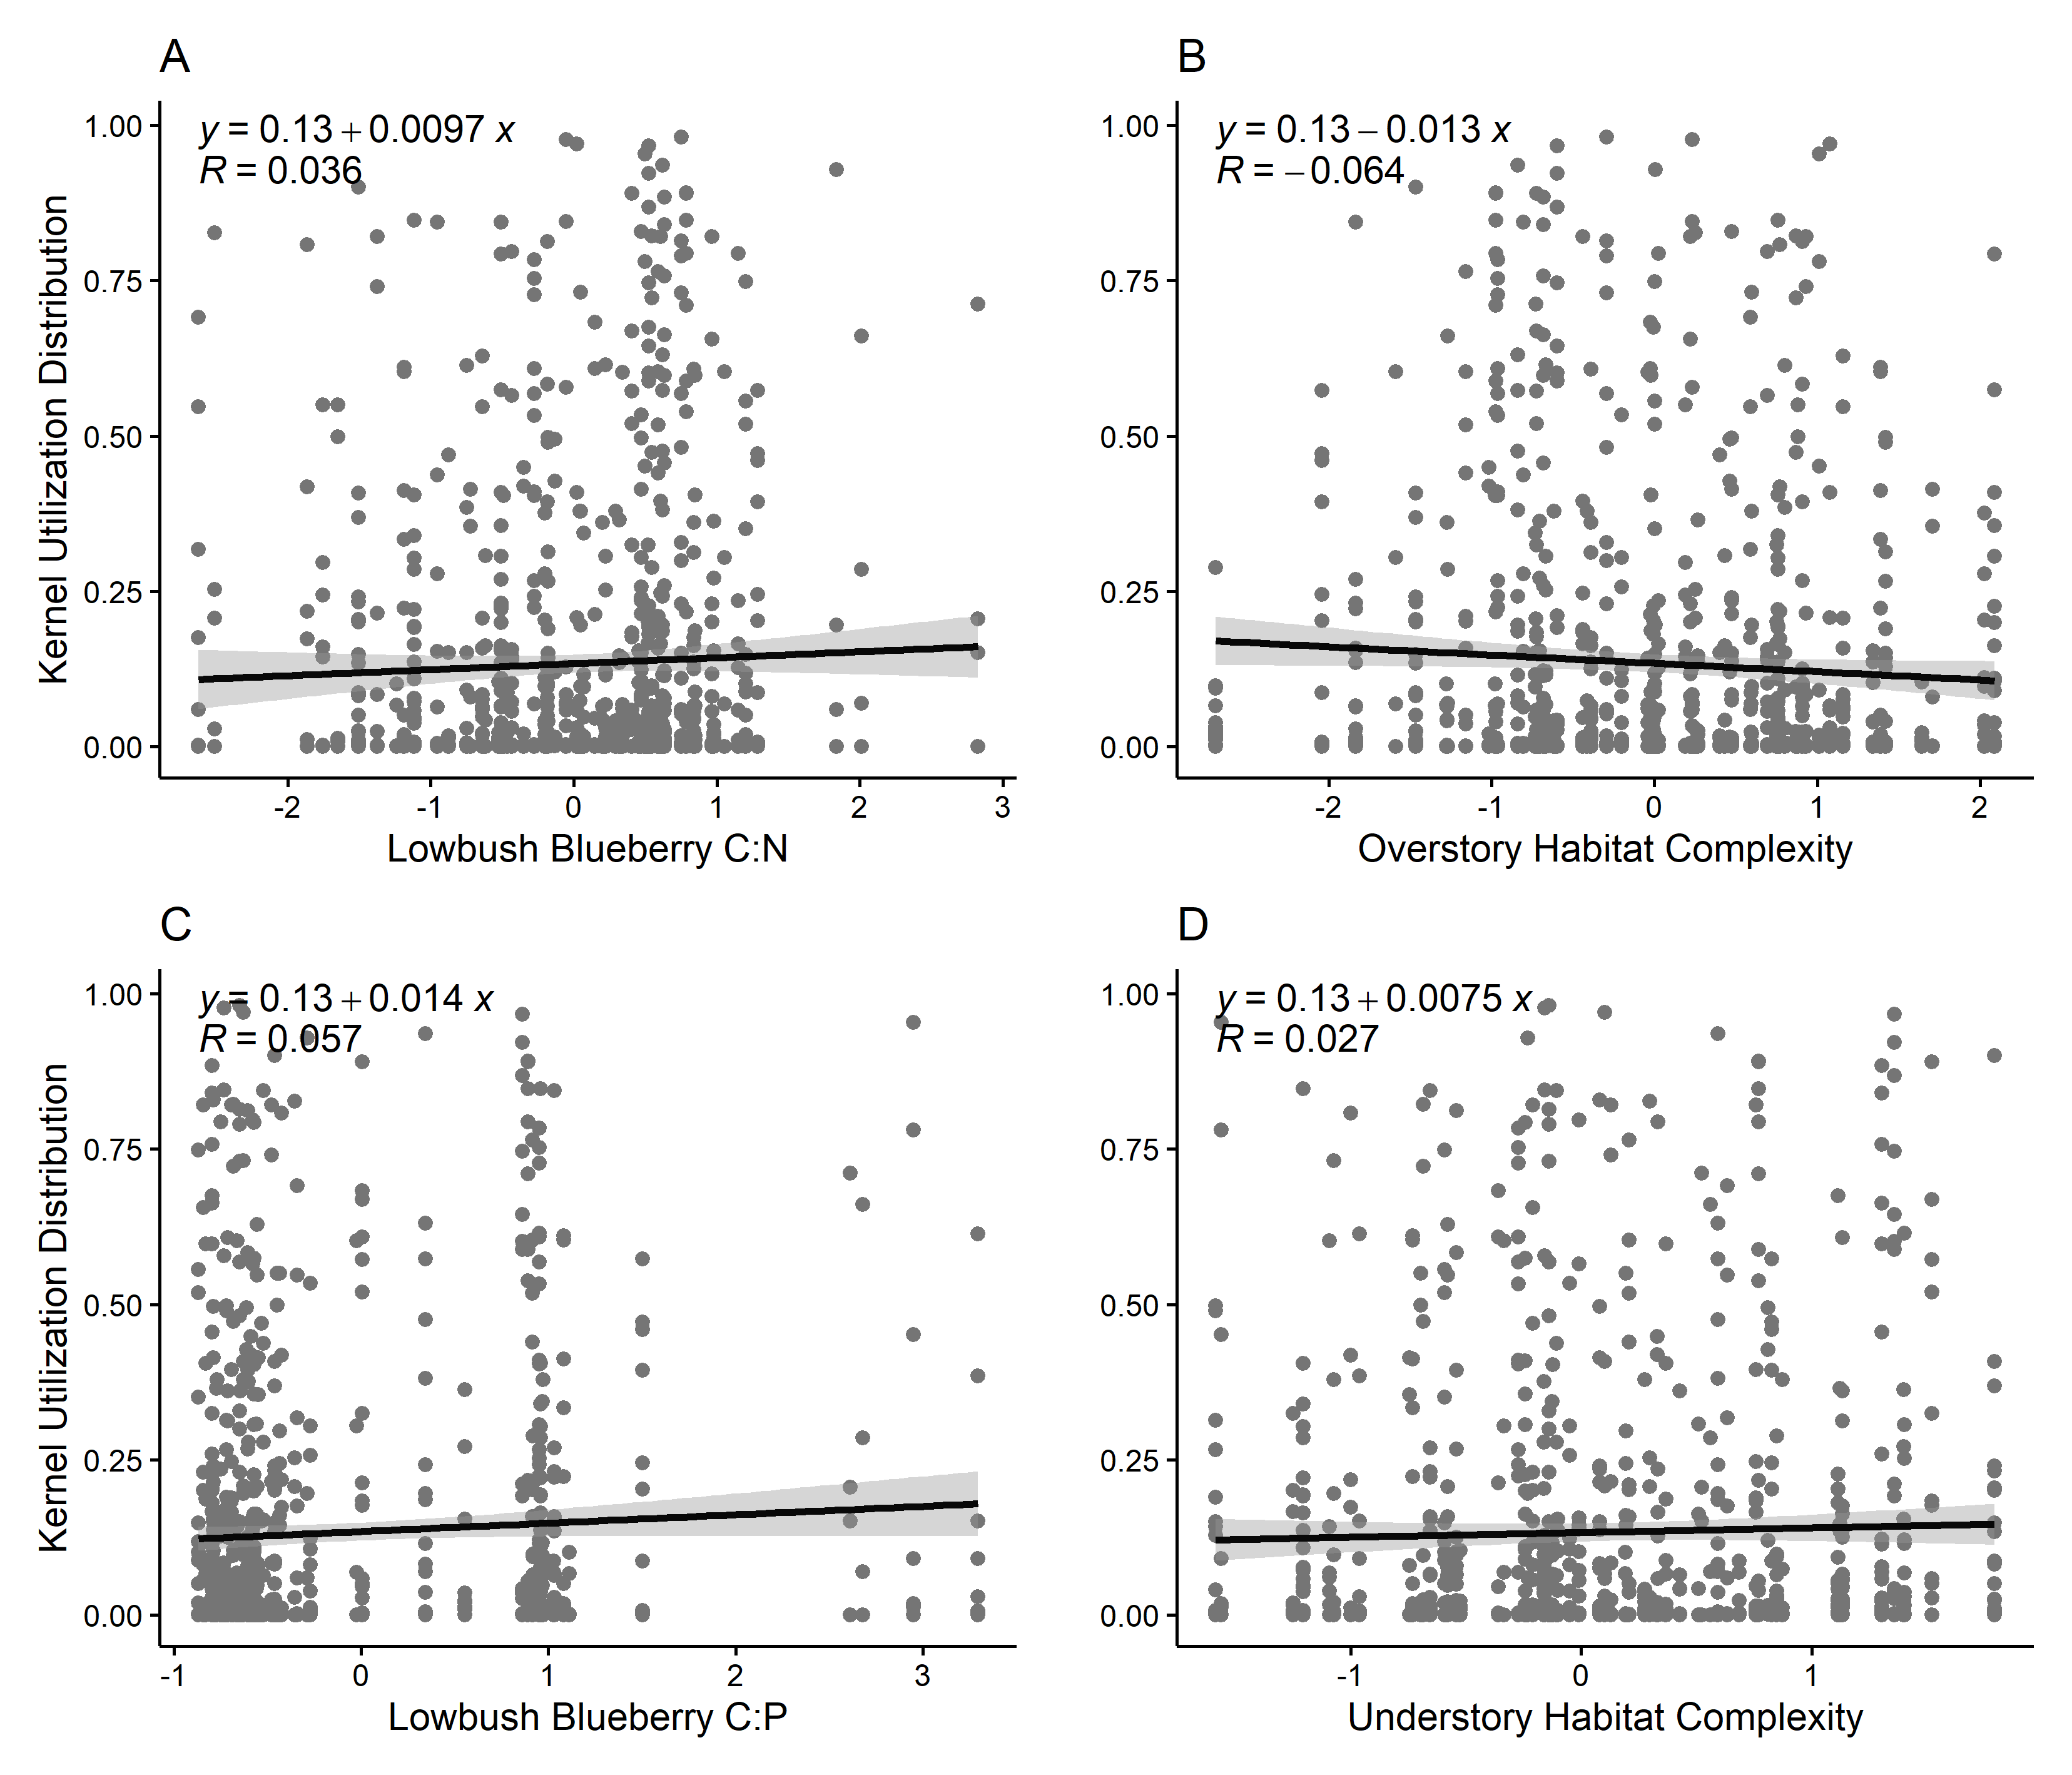 A
y = 0.13 + 0.0097 x
R = 0.036
1.00
0.75
0.50
0.25
0.00
Kernel Utilization Distribution
-2 -1 0 1 2 3
Lowbush Blueberry C:N
B
y = 0.13 − 0.013 x
R = −0.064
1.00
0.75
0.50
0.25
0.00
-2 -1 0 1 2
Overstory Habitat Complexity
C
y = 0.13 + 0.014 x
R = 0.057
1.00
0.75
0.50
0.25
0.00
Kernel Utilization Distribution
-1 0 1 2 3
Lowbush Blueberry C:P
D
y = 0.13 + 0.0075 x
R = 0.027
1.00
0.75
0.50
0.25
0.00
-1 0 1
Understory Habitat Complexity